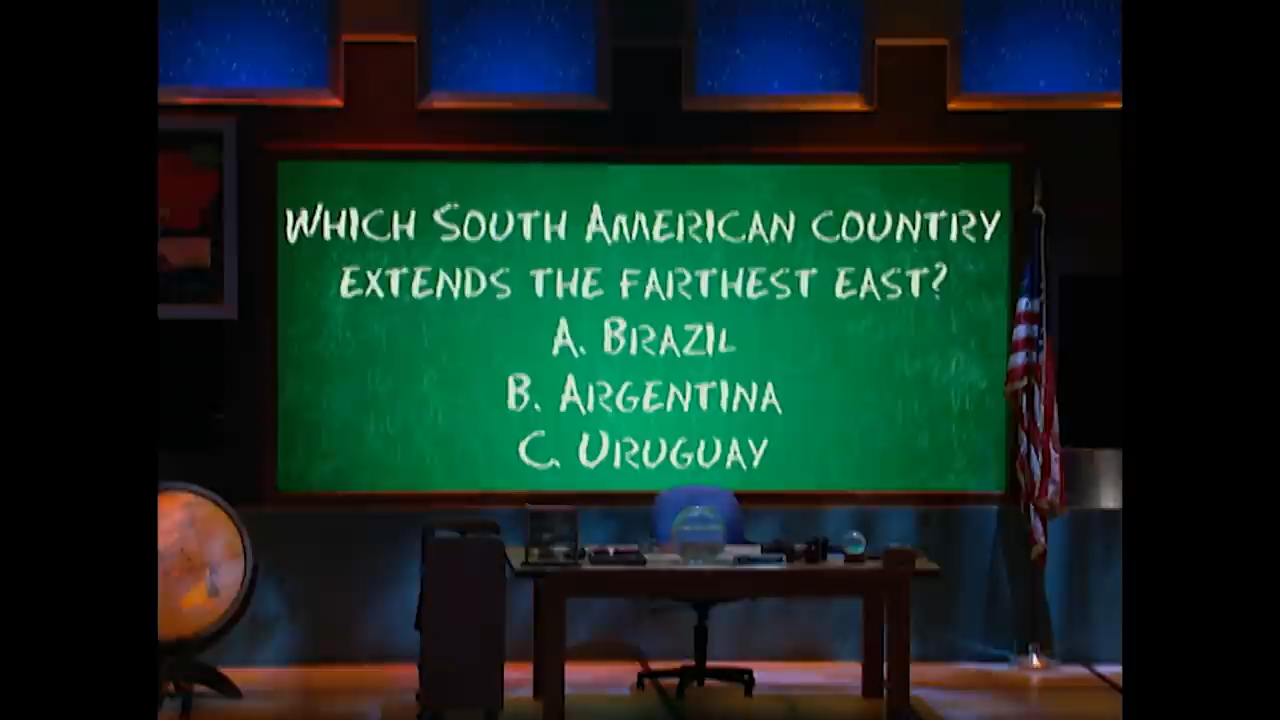 Which South American country
extends the farthest east?
A. Brazil
B. Argentina
C. Uruguay